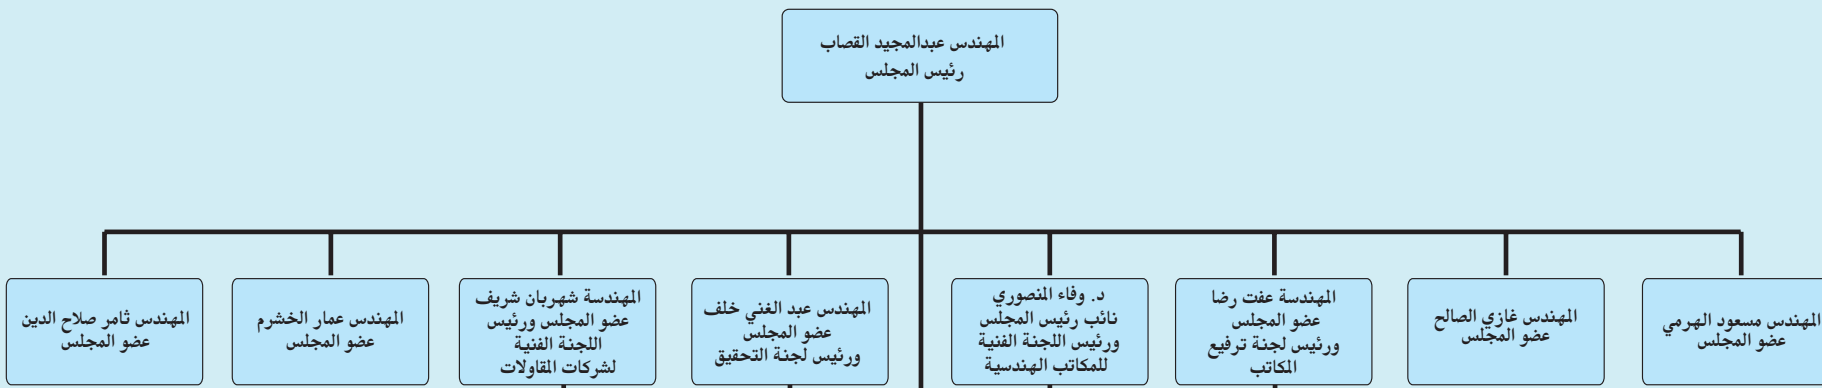 المهندس عبدالمجيد القصاب
رئيس المجلس
المهندس مسعود الهرمي
عضو المجلس
المهندس غازي الصالح
عضو المجلس
المهندسة عفت رضا
عضو المجلس
ورئيس لجنة ترفيع
المكاتب
د. وفاء المنصوري
نائب رئيس المجلس
ورئيس اللجنة الفنية
للمكاتب الهندسية
المهندس عبد الغني خلف
عضو المجلس
ورئيس لجنة التحقيق
المهندسة شهربان شريف
عضو المجلس ورئيس
اللجنة الفنية
لشركات المقاولات
المهندس عمار الخشرم
عضو المجلس
المهندس ثامر صلاح الدين
عضو المجلس